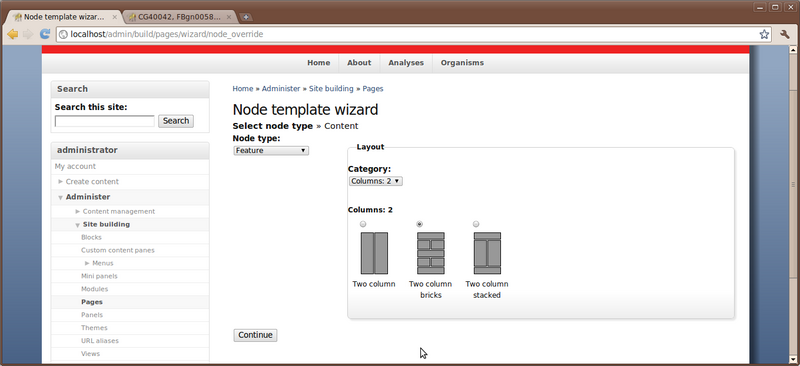 Node template wizar...
CG40042, FBgn0058...
localhost/admin/build/pages/wizard/node_override
Home About Analyses Organisms
Search
Search this site:
Search
administrator
My account
Create content
Administer
Content management
Site building
Blocks
Custom content panes
Menus
Mini panels
Modules
Pages
Panels
Themes
URL aliases
Views
Home » Administer » Site building » Pages
Node template wizard
Select node type » Content
Node type:
Feature
Layout
Category:
Columns: 2
Columns: 2
Two column
Two column
bricks
Two column
stacked
Continue